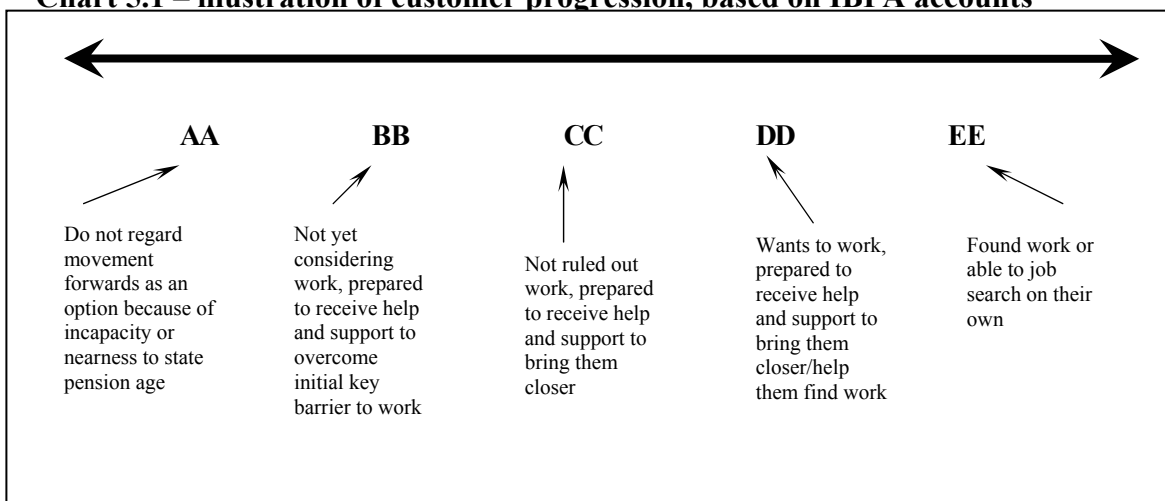 Chart 5.1 – Illustration of customer progression, based on IBPA accounts
AA BB CC DD EE
Do not regard
movement
forwards as an
option because of
incapacity or
nearness to state
pension age
Not yet
considering
work, prepared
to receive help
and support to
overcome
initial key
barrier to work
Not ruled out
work, prepared
to receive help
and support to
bring them
closer
Wants to work,
prepared to
receive help
and support to
bring them
closer/help
them find work
Found work or
able to job
search on their
own